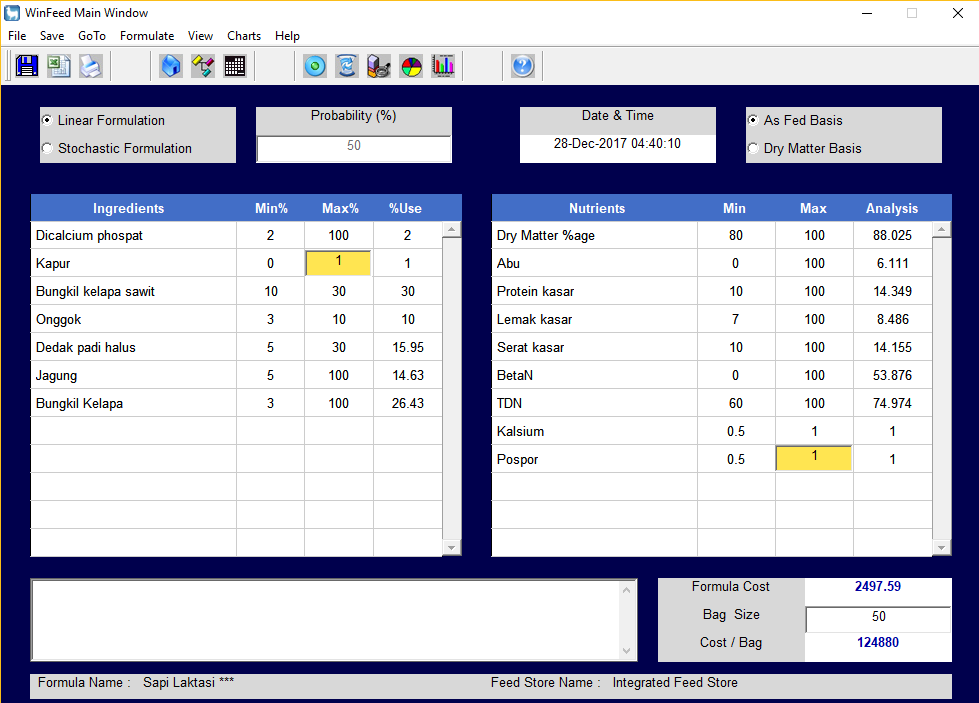 WinFeed Main Window
File Save GoTo Formulate View Charts Help
Linear Formulation
Stochastic Formulation
Probability (%)
50
Date & Time
28-Dec-2017 04:40:10
As Fed Basis
Dry Matter Basis
Ingredients Min% Max% %Use
Dicalcium phospat 2 100 2
Kapur 0 1 1
Bungkil kelapa sawit 10 30 30
Onggok 3 10 10
Dedak padi halus 5 30 15.95
Jagung 5 100 14.63
Bungkil Kelapa 3 100 26.43
Nutrients Min Max Analysis
Dry Matter %age 80 100 88.025
Abu 0 100 6.111
Protein kasar 10 100 14.349
Lemak kasar 7 100 8.486
Serat kasar 10 100 14.155
BetaN 0 100 53.876
TDN 60 100 74.974
Kalsium 0.5 1 1
Pospor 0.5 1 1
Formula Cost 2497.59
Bag Size 50
Cost / Bag 124880
Formula Name : Sapi Laktasi ***
Feed Store Name : Integrated Feed Store